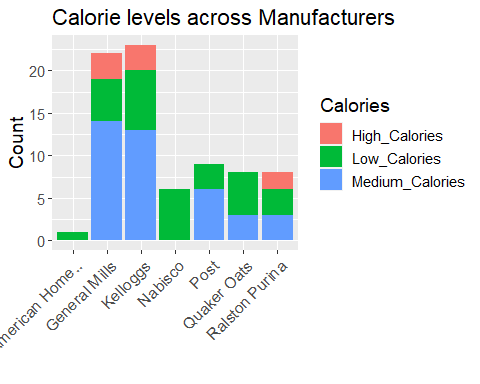 Calorie levels across Manufacturers
Count
20
15
10
5
0
merican Home..
General Mills
Kelloggs
Nabisco
Post
Quaker Oats
Ralston Purina
Calories
High_Calories
Low_Calories
Medium_Calories